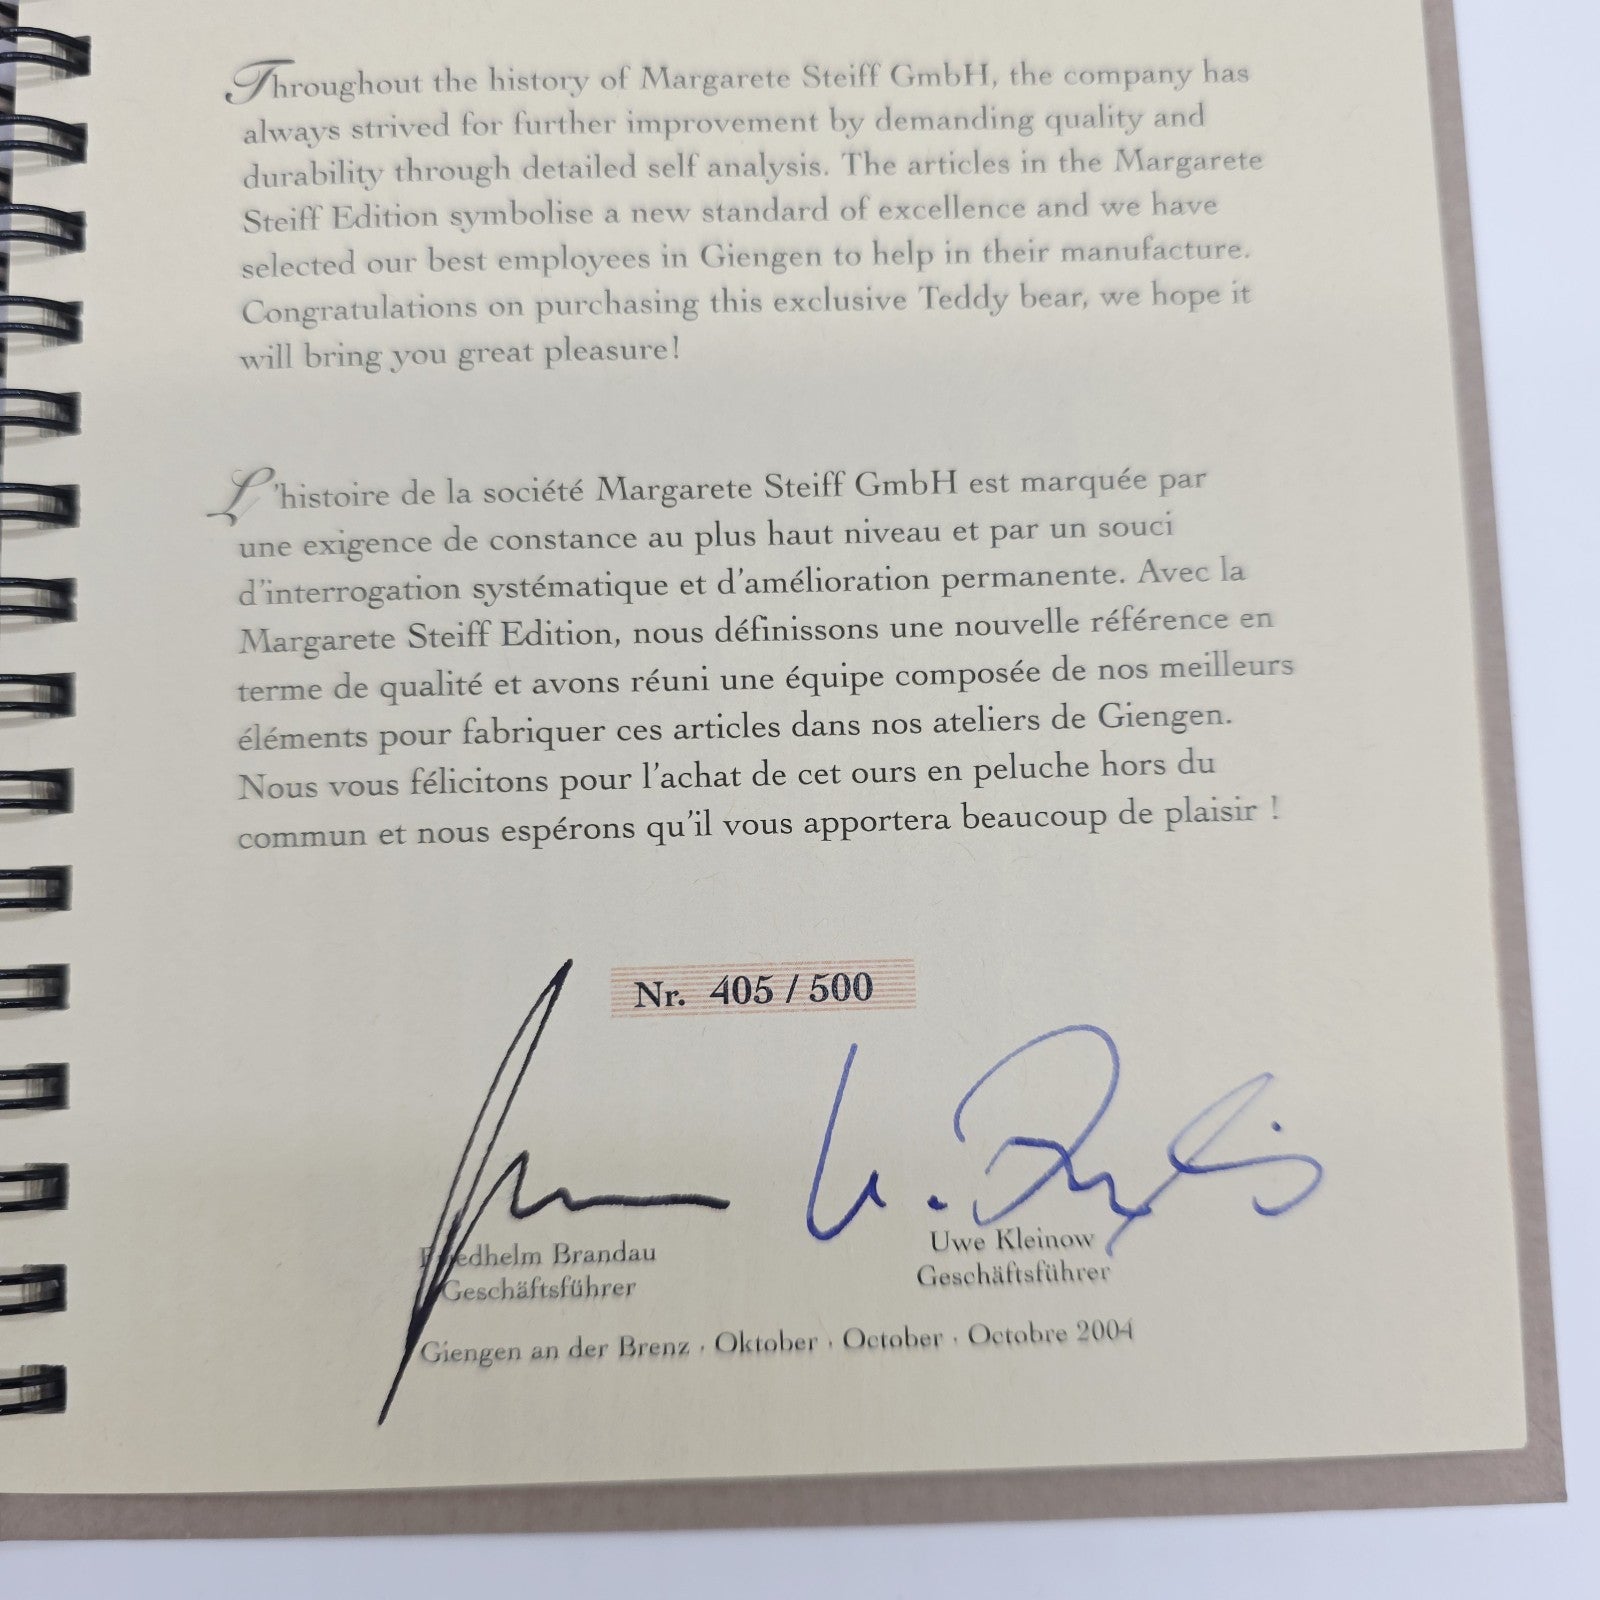 Throughout the history of Margarete Steiff GmbH, the company has
always strived for further improvement by demanding quality and
durability through detailed self analysis. The articles in the Margarete
Steiff Edition symbolise a new standard of excellence and we have
selected our best employees in Giengen to help in their manufacture.
Congratulations on purchasing this exclusive Teddy bear, we hope it
will bring you great pleasure!
L'histoire de la société Margarete Steiff GmbH est marquée par
une exigence de constance au plus haut niveau et par un souci
d'interrogation systématique et d'amélioration permanente. Avec la
Margarete Steiff Edition, nous définissons une nouvelle référence en
terme de qualité et avons réuni une équipe composée de nos meilleurs
éléments pour fabriquer ces articles dans nos ateliers de Giengen.
Nous vous félicitons pour l'achat de cet ours en peluche hors du
commun et nous espérons qu'il vous apportera beaucoup de plaisir !
Nr. 405 / 500
Friedhelm Brandau
Geschäftsführer
Uwe Kleinow
Geschäftsführer
Giengen an der Brenz · Oktober · October · Octobre 2004